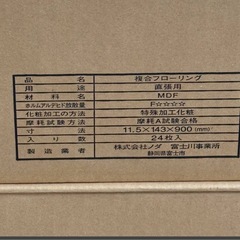 品名 複合フローリング
用途 直張用
材料名 MDF
ホルムアルデヒド放散量 F☆☆☆☆
化粧加工の方法 特殊加工化粧
摩耗試験の方法 摩耗A試験合格
寸法 11.5×143×900(mm)
入り数 24枚入
製造業者 株式会社ノダ 富士川事業所
静岡県富士市